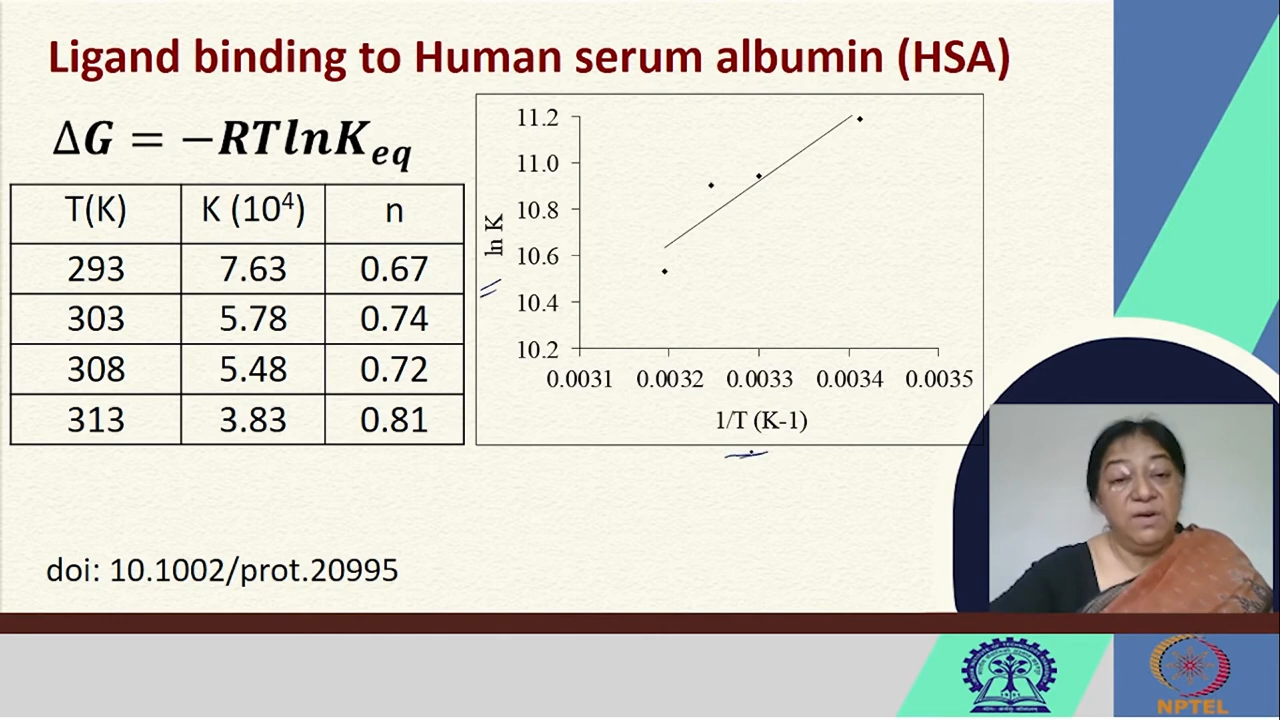 Ligand binding to Human serum albumin (HSA)
ΔG = −RTlnK_eq
T(K) K (10⁴) n
293 7.63 0.67
303 5.78 0.74
308 5.48 0.72
313 3.83 0.81
11.2
11.0
10.8
10.6
10.4
10.2
ln K
0.0031 0.0032 0.0033 0.0034 0.0035
1/T (K-1)
doi: 10.1002/prot.20995
NPTEL